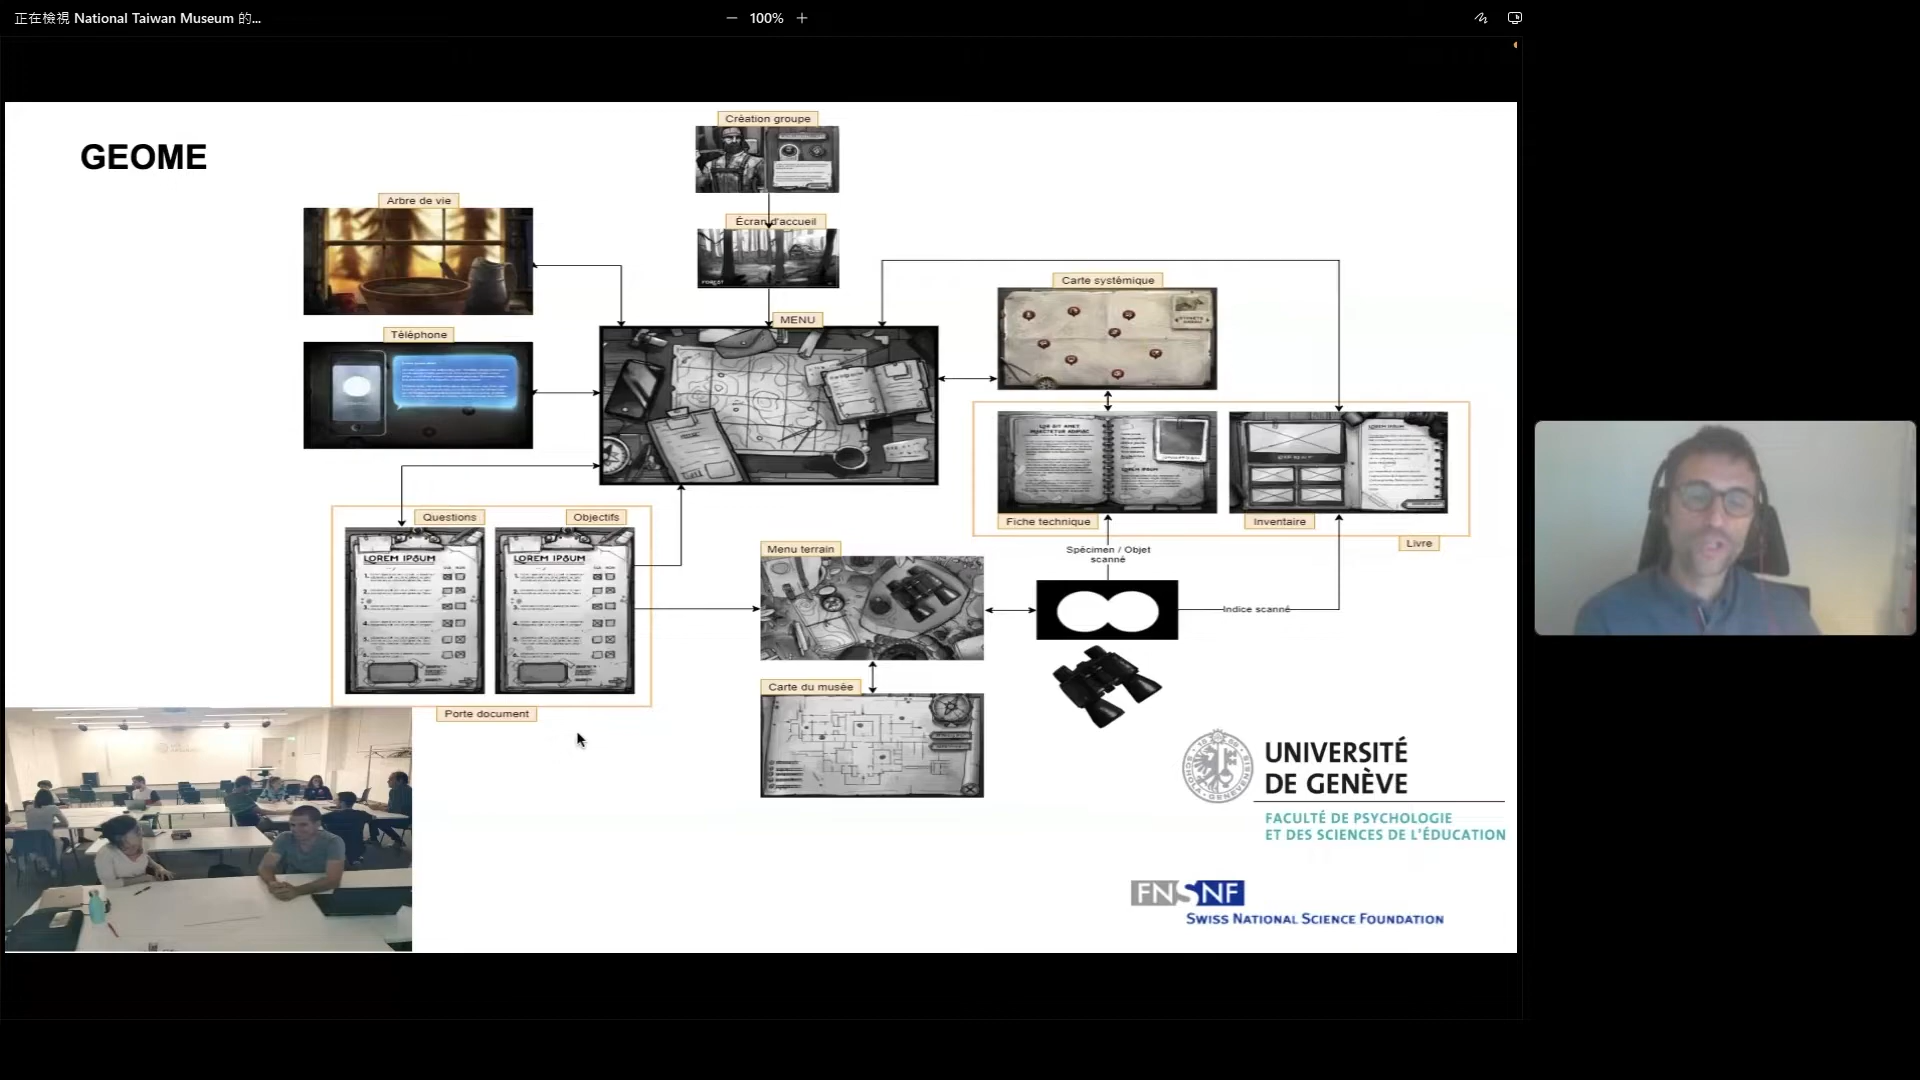 正在檢視 National Taiwan Museum 的...
100%
GEOME
Création groupe
Écran d'accueil
Arbre de vie
Téléphone
MENU
Carte systémique
Fiche technique
Inventaire
Livre
Questions
Objectifs
LOREM IPSUM
LOREM IPSUM
Porte document
Menu terrain
Carte du musée
Spécimen / Objet
scanné
Indice scanné
FOREST
UNIVERSITÉ
DE GENÈVE
FACULTÉ DE PSYCHOLOGIE
ET DES SCIENCES DE L'ÉDUCATION
FNSNF
SWISS NATIONAL SCIENCE FOUNDATION